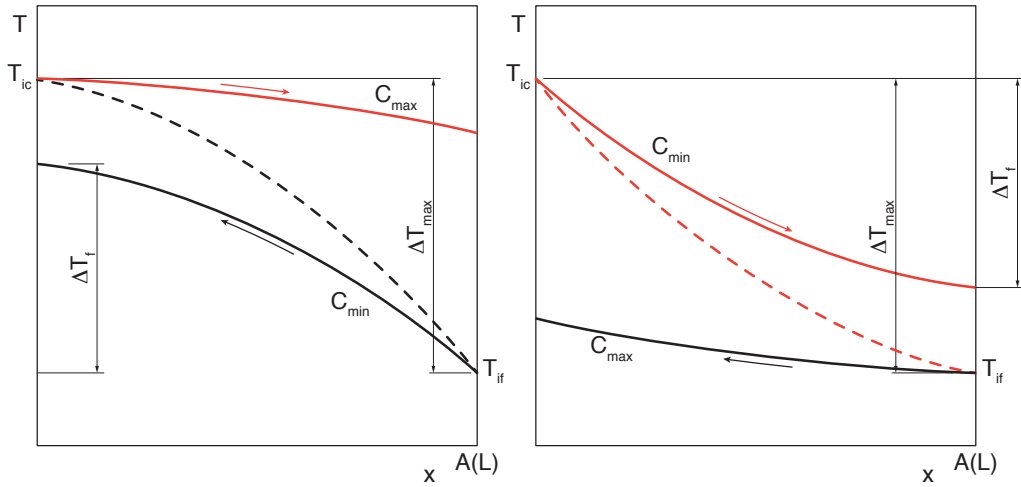 T
T_ic
C_max
ΔT_max
ΔT_f
C_min
T_if
x
A(L)
T
T_ic
C_min
ΔT_max
ΔT_f
C_max
T_if
x
A(L)